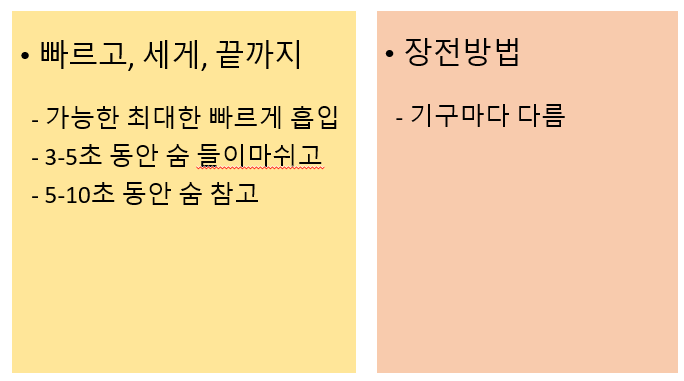 • 빠르고, 세게, 끝까지
- 가능한 최대한 빠르게 흡입
- 3-5초 동안 숨 들이마쉬고
- 5-10초 동안 숨 참고
• 장전방법
- 기구마다 다름